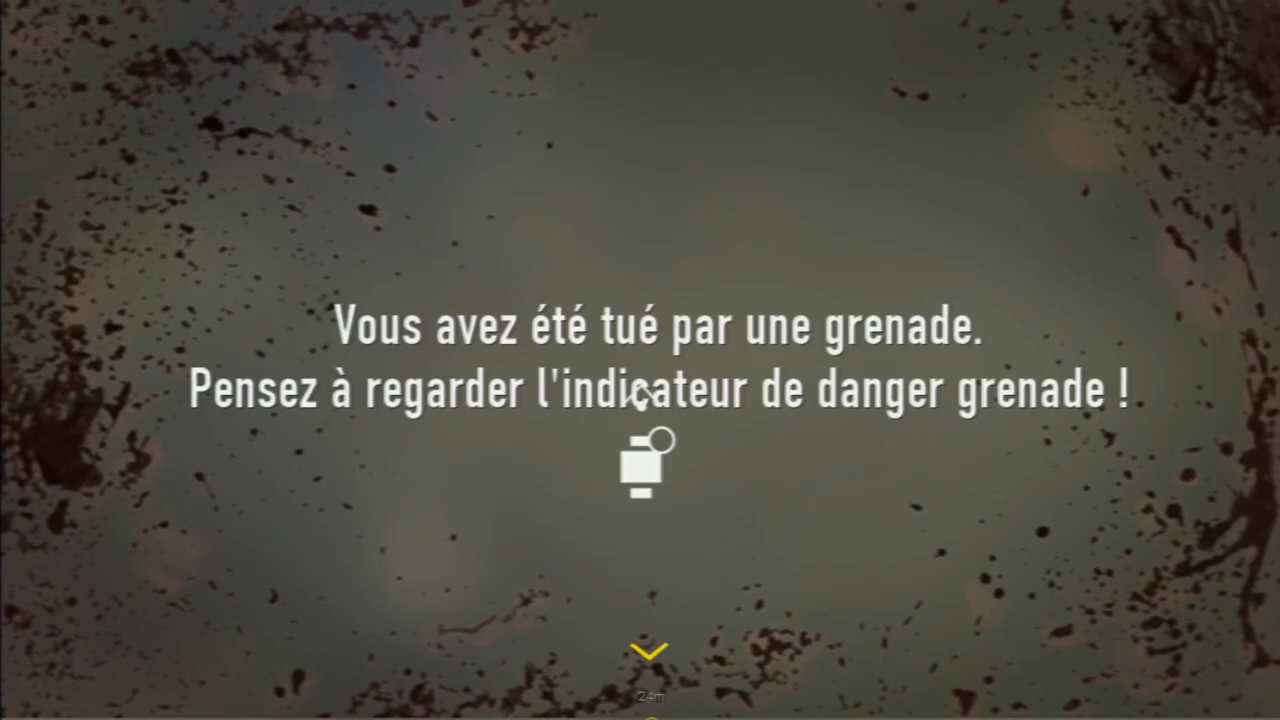 Vous avez été tué par une grenade.
Pensez à regarder l'indicateur de danger grenade !
24m